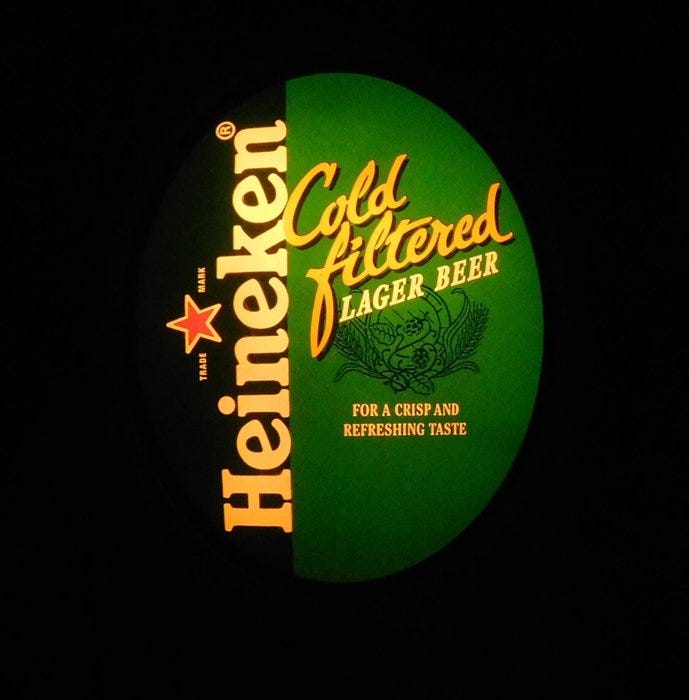 Heineken®
TRADE MARK
Cold
filtered
LAGER BEER
FOR A CRISP AND
REFRESHING TASTE